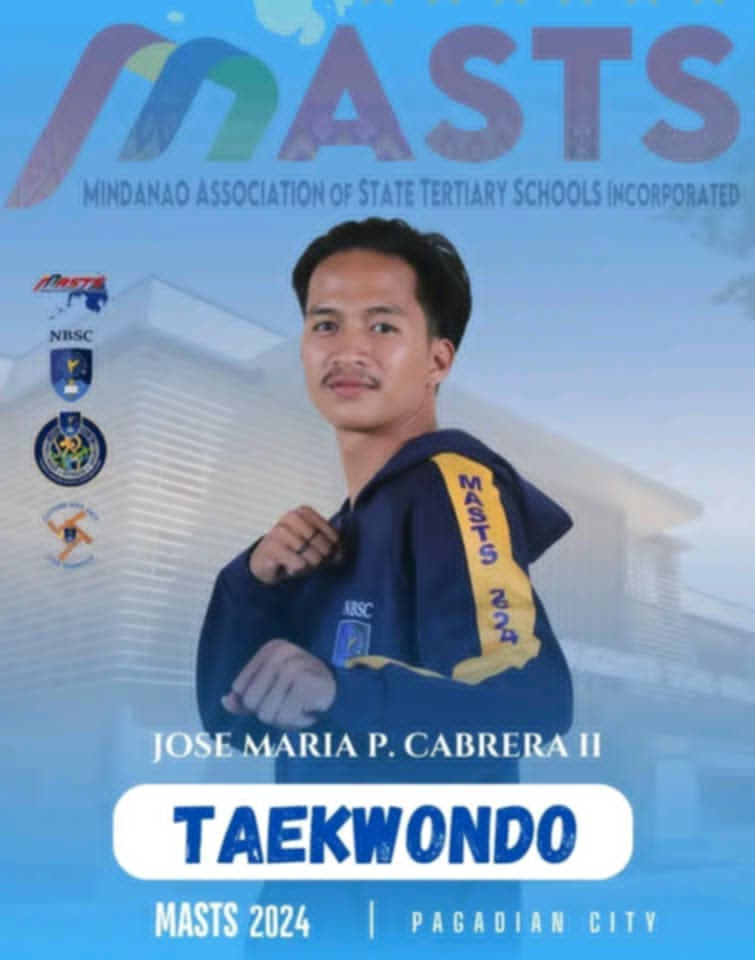 MASTS
MINDANAO ASSOCIATION OF STATE TERTIARY SCHOOLS INCORPORATED
MASTS
NBSC
MASTS 2024
NBSC
JOSE MARIA P. CABRERA II
TAEKWONDO
MASTS 2024 | PAGADIAN CITY